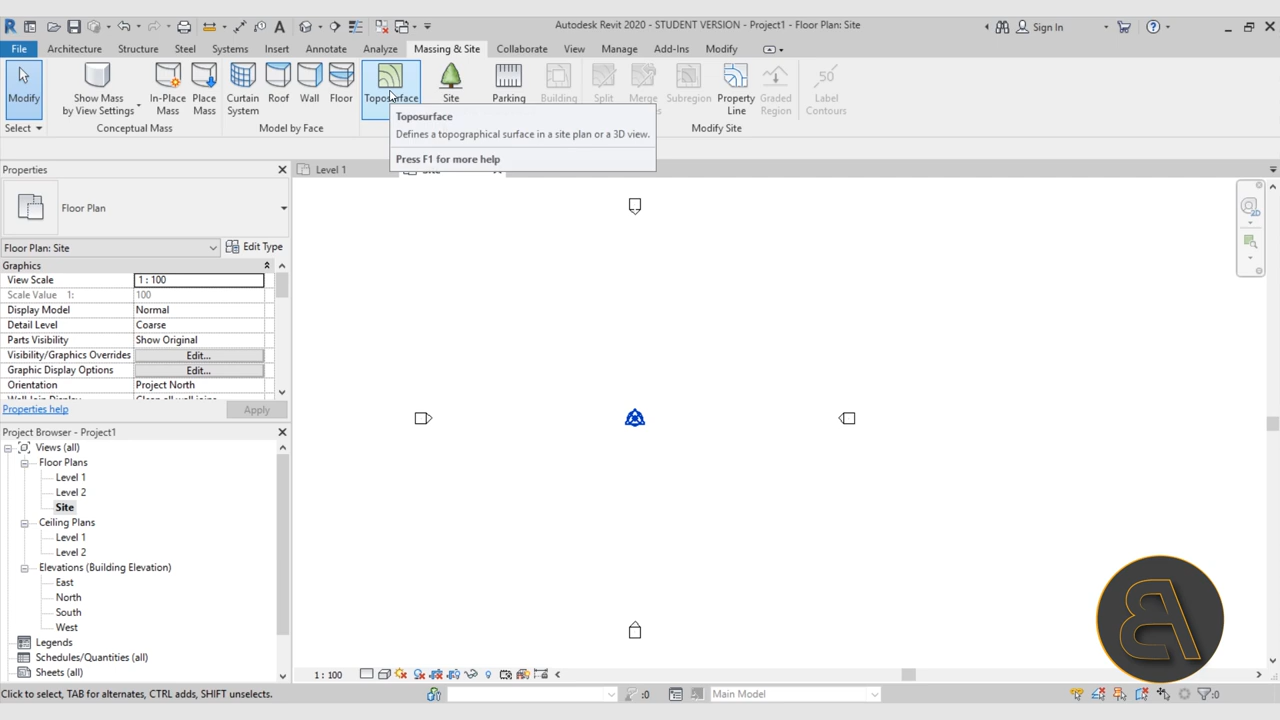 Autodesk Revit 2020 - STUDENT VERSION - Project1 - Floor Plan: Site
Sign In
File Architecture Structure Steel Systems Insert Annotate Analyze Massing & Site Collaborate View Manage Add-Ins Modify
Modify
Show Mass
by View Settings
In-Place
Mass
Place
Mass
Curtain
System
Roof
Wall
Floor
Toposurface
Site
Parking
Building
Split
Merge
Subregion
Property
Line
Graded
Region
Label
Contours
Select
Conceptual Mass
Model by Face
Modify Site
Toposurface
Defines a topographical surface in a site plan or a 3D view.
Press F1 for more help
Properties
Level 1
Floor Plan
Floor Plan: Site
Edit Type
Graphics
View Scale 1 : 100
Scale Value 1: 100
Display Model Normal
Detail Level Coarse
Parts Visibility Show Original
Visibility/Graphics Overrides Edit...
Graphic Display Options Edit...
Orientation Project North
Properties help
Apply
Project Browser - Project1
Views (all)
Floor Plans
Level 1
Level 2
Site
Ceiling Plans
Level 1
Level 2
Elevations (Building Elevation)
East
North
South
West
Legends
Schedules/Quantities (all)
Sheets (all)
1 : 100
Click to select, TAB for alternates, CTRL adds, SHIFT unselects.
:0
Main Model
:0